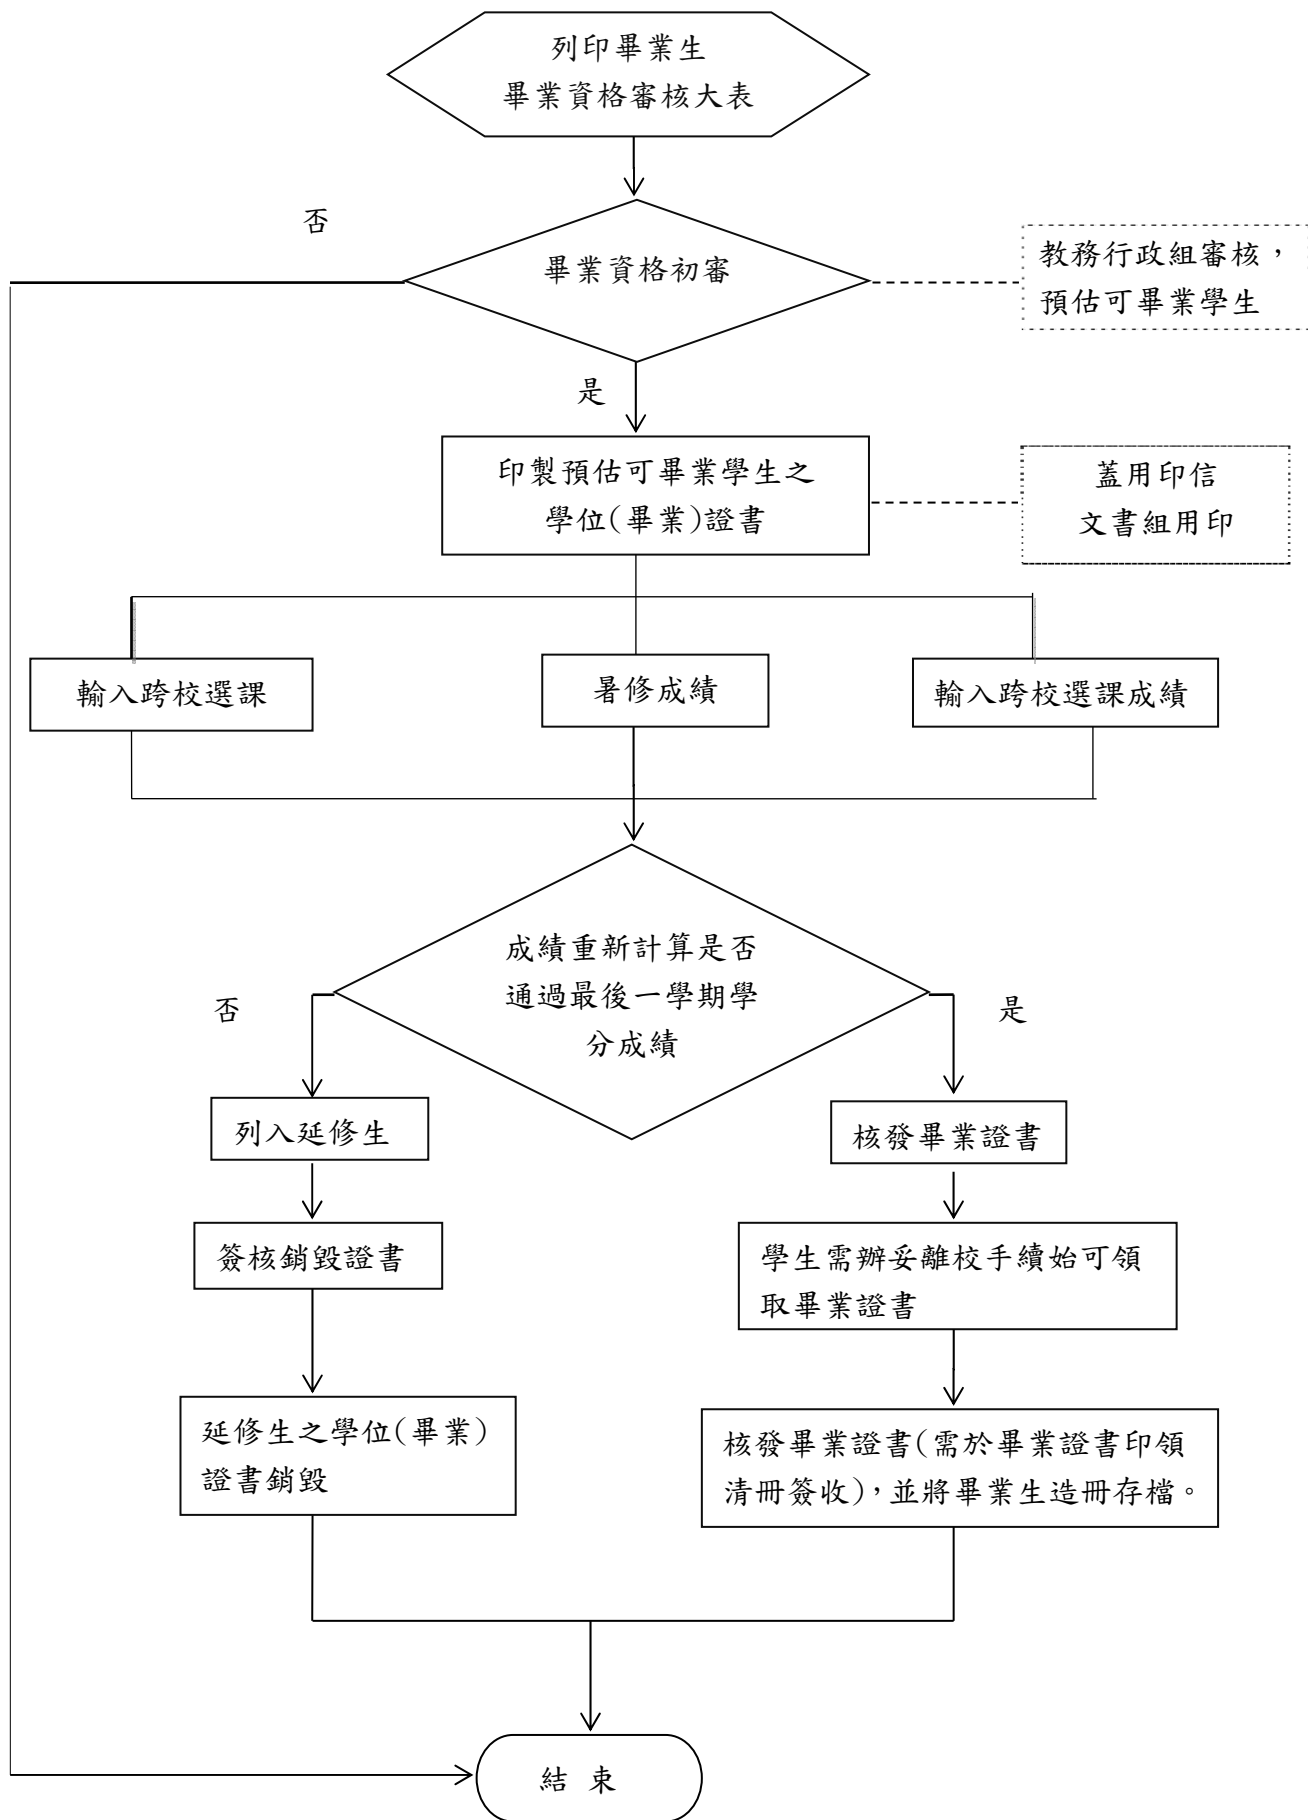 列印畢業生
畢業資格審核大表
否
畢業資格初審
教務行政組審核，
預估可畢業學生
是
印製預估可畢業學生之
學位(畢業)證書
蓋用印信
文書組用印
輸入跨校選課
暑修成績
輸入跨校選課成績
成績重新計算是否
通過最後一學期學
分成績
否
是
列入延修生
核發畢業證書
簽核銷毀證書
學生需辦妥離校手續始可領
取畢業證書
延修生之學位(畢業)
證書銷毀
核發畢業證書(需於畢業證書印領
清冊簽收)，並將畢業生造冊存檔。
結 束